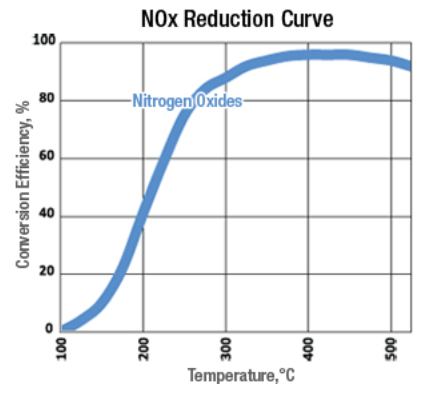 NOx Reduction Curve
100
80
60
40
20
0
Conversion Efficiency, %
Nitrogen Oxides
100
200
300
400
500
Temperature,°C